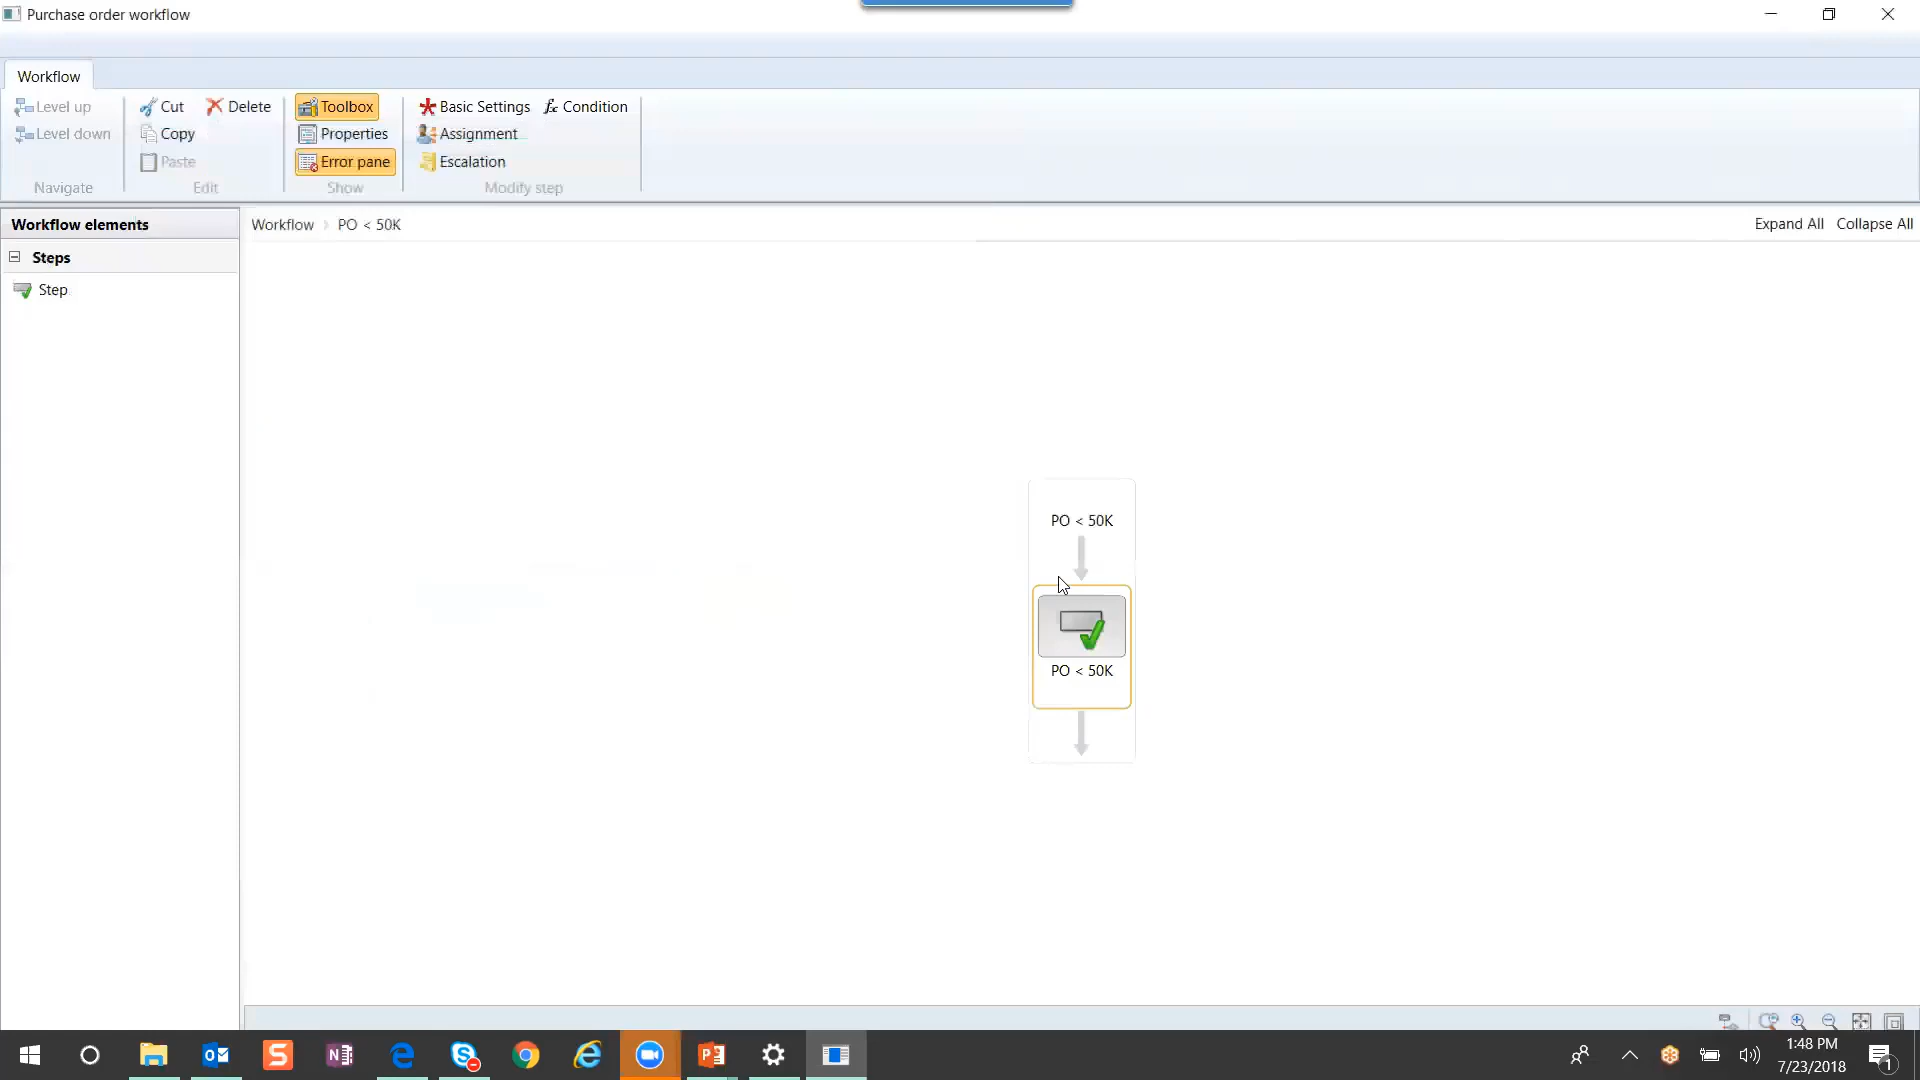 Purchase order workflow
Workflow
Level up
Level down
Navigate
Cut
Delete
Copy
Paste
Edit
Toolbox
Properties
Error pane
Show
Basic Settings
Condition
Assignment
Escalation
Modify step
Workflow elements
Steps
Step
Workflow PO < 50K
Expand All Collapse All
PO < 50K
PO < 50K
1:48 PM
7/23/2018
1